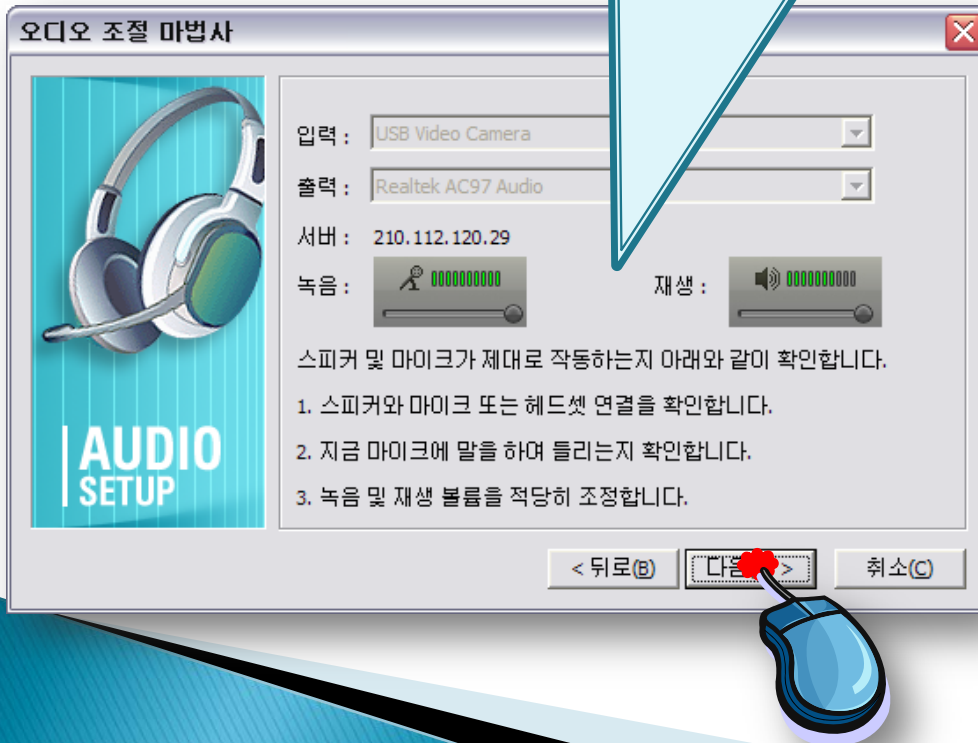 오디오 조절 마법사
입력 : USB Video Camera
출력 : Realtek AC97 Audio
서버 : 210.112.120.29
녹음 : 재생 :
스피커 및 마이크가 제대로 작동하는지 아래와 같이 확인합니다.
1. 스피커와 마이크 또는 헤드셋 연결을 확인합니다.
2. 지금 마이크에 말을 하여 들리는지 확인합니다.
3. 녹음 및 재생 볼륨을 적당히 조정합니다.
AUDIO
SETUP
< 뒤로(B) 다음 > 취소(C)